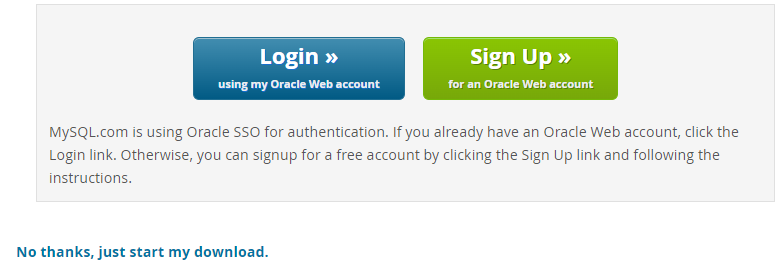 Login »
using my Oracle Web account
Sign Up »
for an Oracle Web account
MySQL.com is using Oracle SSO for authentication. If you already have an Oracle Web account, click the
Login link. Otherwise, you can signup for a free account by clicking the Sign Up link and following the
instructions.
No thanks, just start my download.